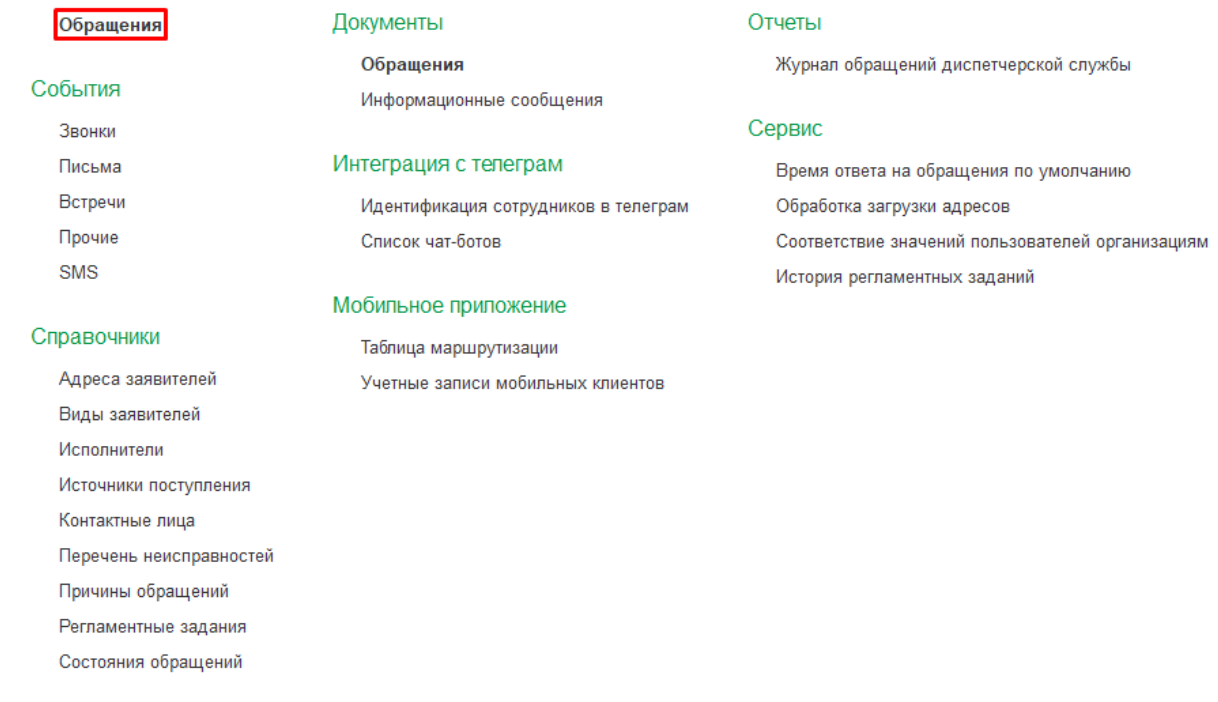 Обращения
События
Звонки
Письма
Встречи
Прочие
SMS
Справочники
Адреса заявителей
Виды заявителей
Исполнители
Источники поступления
Контактные лица
Перечень неисправностей
Причины обращений
Регламентные задания
Состояния обращений
Документы
Обращения
Информационные сообщения
Интеграция с телеграм
Идентификация сотрудников в телеграм
Список чат-ботов
Мобильное приложение
Таблица маршрутизации
Учетные записи мобильных клиентов
Отчеты
Журнал обращений диспетчерской службы
Сервис
Время ответа на обращения по умолчанию
Обработка загрузки адресов
Соответствие значений пользователей организациям
История регламентных заданий